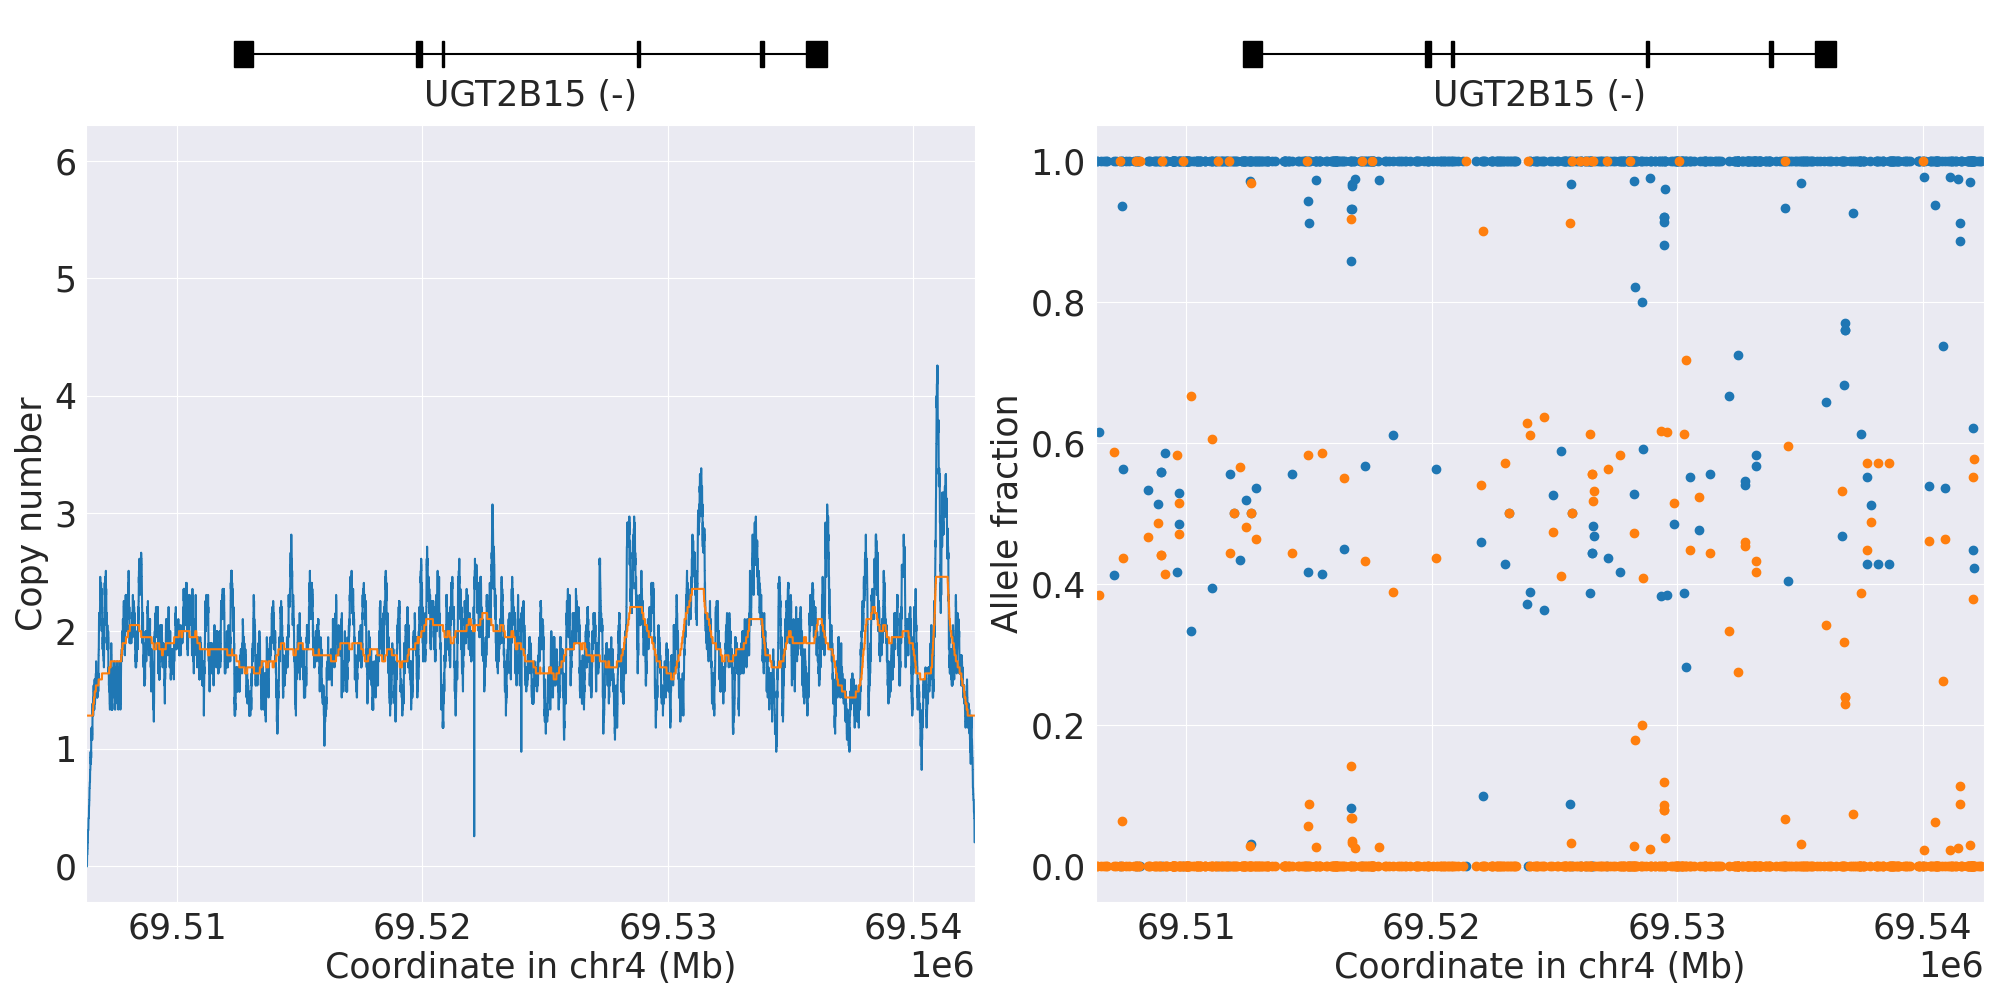 UGT2B15 (-)
6
5
4
3
2
1
0
Copy number
69.51 69.52 69.53 69.54
Coordinate in chr4 (Mb)
1e6
UGT2B15 (-)
1.0
0.8
0.6
0.4
0.2
0.0
Allele fraction
69.51 69.52 69.53 69.54
Coordinate in chr4 (Mb)
1e6